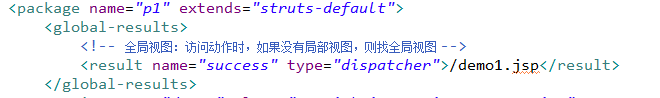 <package name="p1" extends="struts-default">
<global-results>
<!-- 全局视图：访问动作时，如果没有局部视图，则找全局视图 -->
<result name="success" type="dispatcher">/demo1.jsp</result>
</global-results>